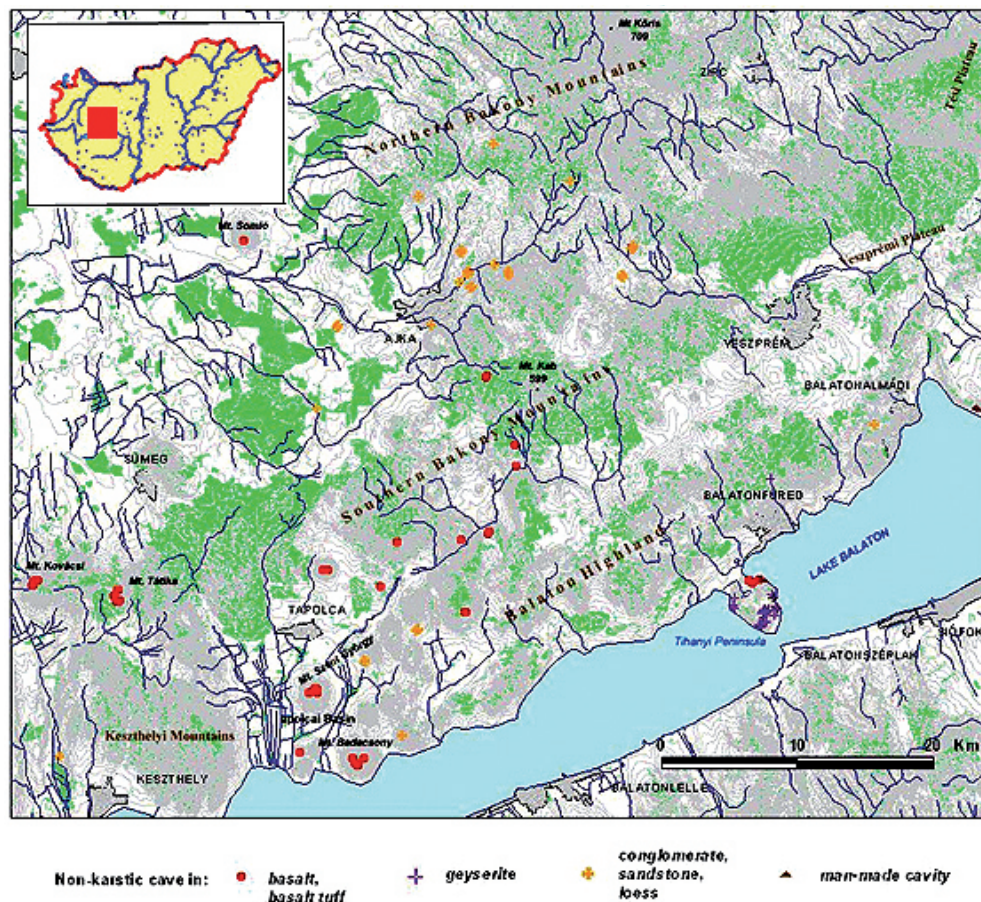 Mt Kőris
709
ZIRC
Tési Plateau
Northern Bakony Mountains
Mt. Somló
Veszprémi Plateau
AJKA
VESZPRÉM
Mt. Kab
599
BALATONALMÁDI
SÜMEG
Southern Bakony Mountains
BALATONFÜRED
LAKE BALATON
Mt. Kovácsi
Mt. Tátika
Balaton Highland
TAPOLCA
Tihanyi Peninsula
SIÓFOK
BALATONSZÉPLAK
Mt. Szent György
Tapolcai Basin
Keszthelyi Mountains
Mt. Badacsony
0 10 20 Km
KESZTHELY
BALATONLELLE
Non-karstic cave in:
basalt,
basalt tuff
geyserite
conglomerate,
sandstone,
loess
man-made cavity